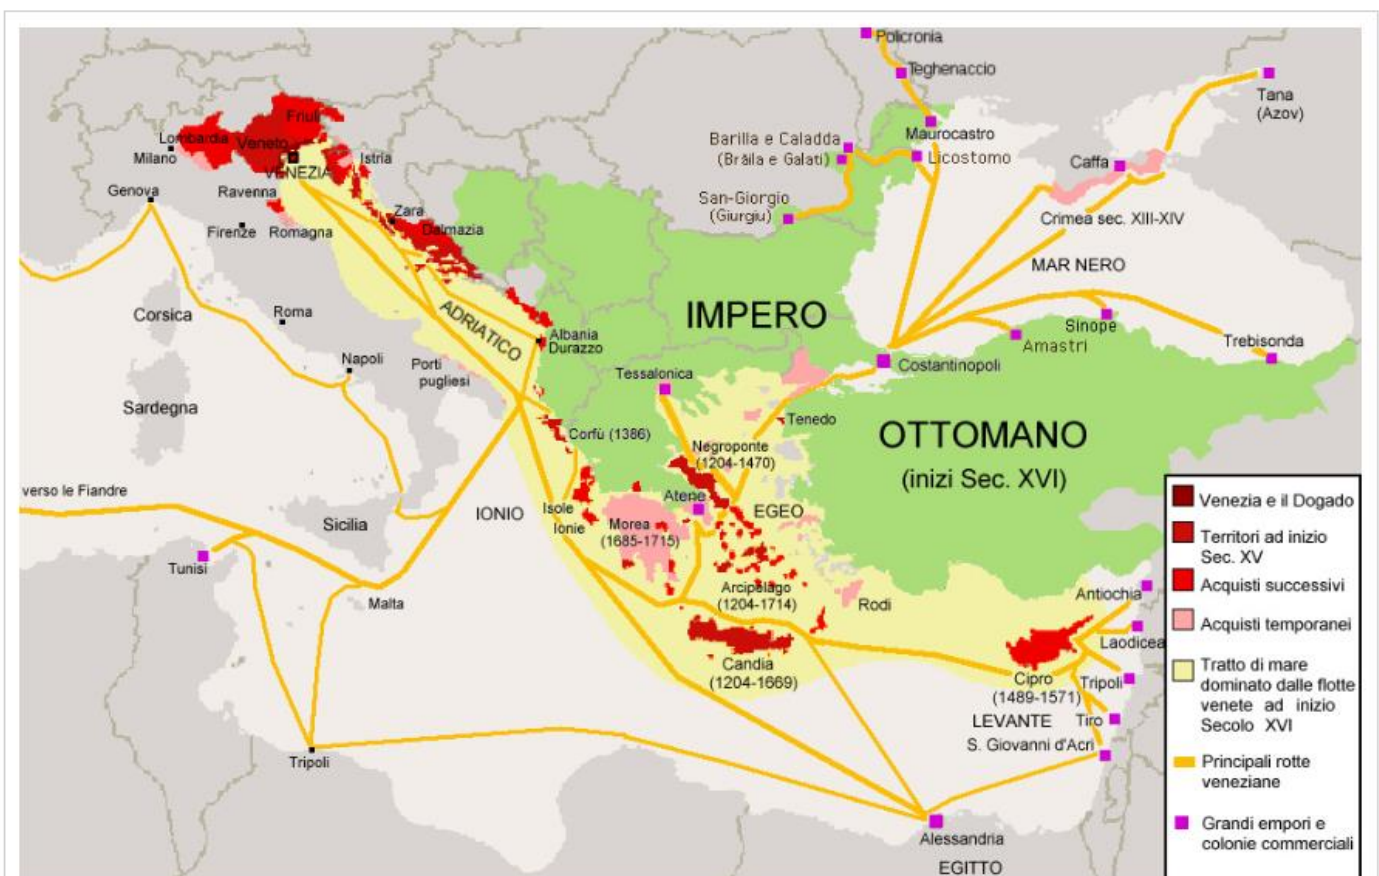 Policronia
Teghenaccio
Tana
(Azov)
Friuli
Lombardia
Veneto
Milano
VENEZIA
Istria
Barilla e Caladda
(Brăila e Galati)
Maurocastro
Licostomo
Caffa
Genova
Ravenna
San-Giorgio
(Giurgiu)
Zara
Crimea sec. XIII-XIV
Firenze
Romagna
Dalmazia
MAR NERO
Corsica
Roma
ADRIATICO
IMPERO
Albania
Durazzo
Sinope
Amastri
Trebisonda
Napoli
Porti
pugliesi
Tessalonica
Costantinopoli
Sardegna
Corfù (1386)
Tenedo
OTTOMANO
(inizi Sec. XVI)
Negroponte
(1204-1470)
verso le Fiandre
Sicilia
IONIO
Isole
Ionie
Atene
EGEO
Morea
(1685-1715)
Tunisi
Malta
Arcipelago
(1204-1714)
Rodi
Antiochia
Laodicea
Candia
(1204-1669)
Cipro
(1489-1571)
Tripoli
LEVANTE
Tiro
S. Giovanni d'Acri
Tripoli
Alessandria
EGITTO
Venezia e il Dogado
Territori ad inizio
Sec. XV
Acquisti successivi
Acquisti temporanei
Tratto di mare
dominato dalle flotte
venete ad inizio
Secolo XVI
Principali rotte
veneziane
Grandi empori e
colonie commerciali